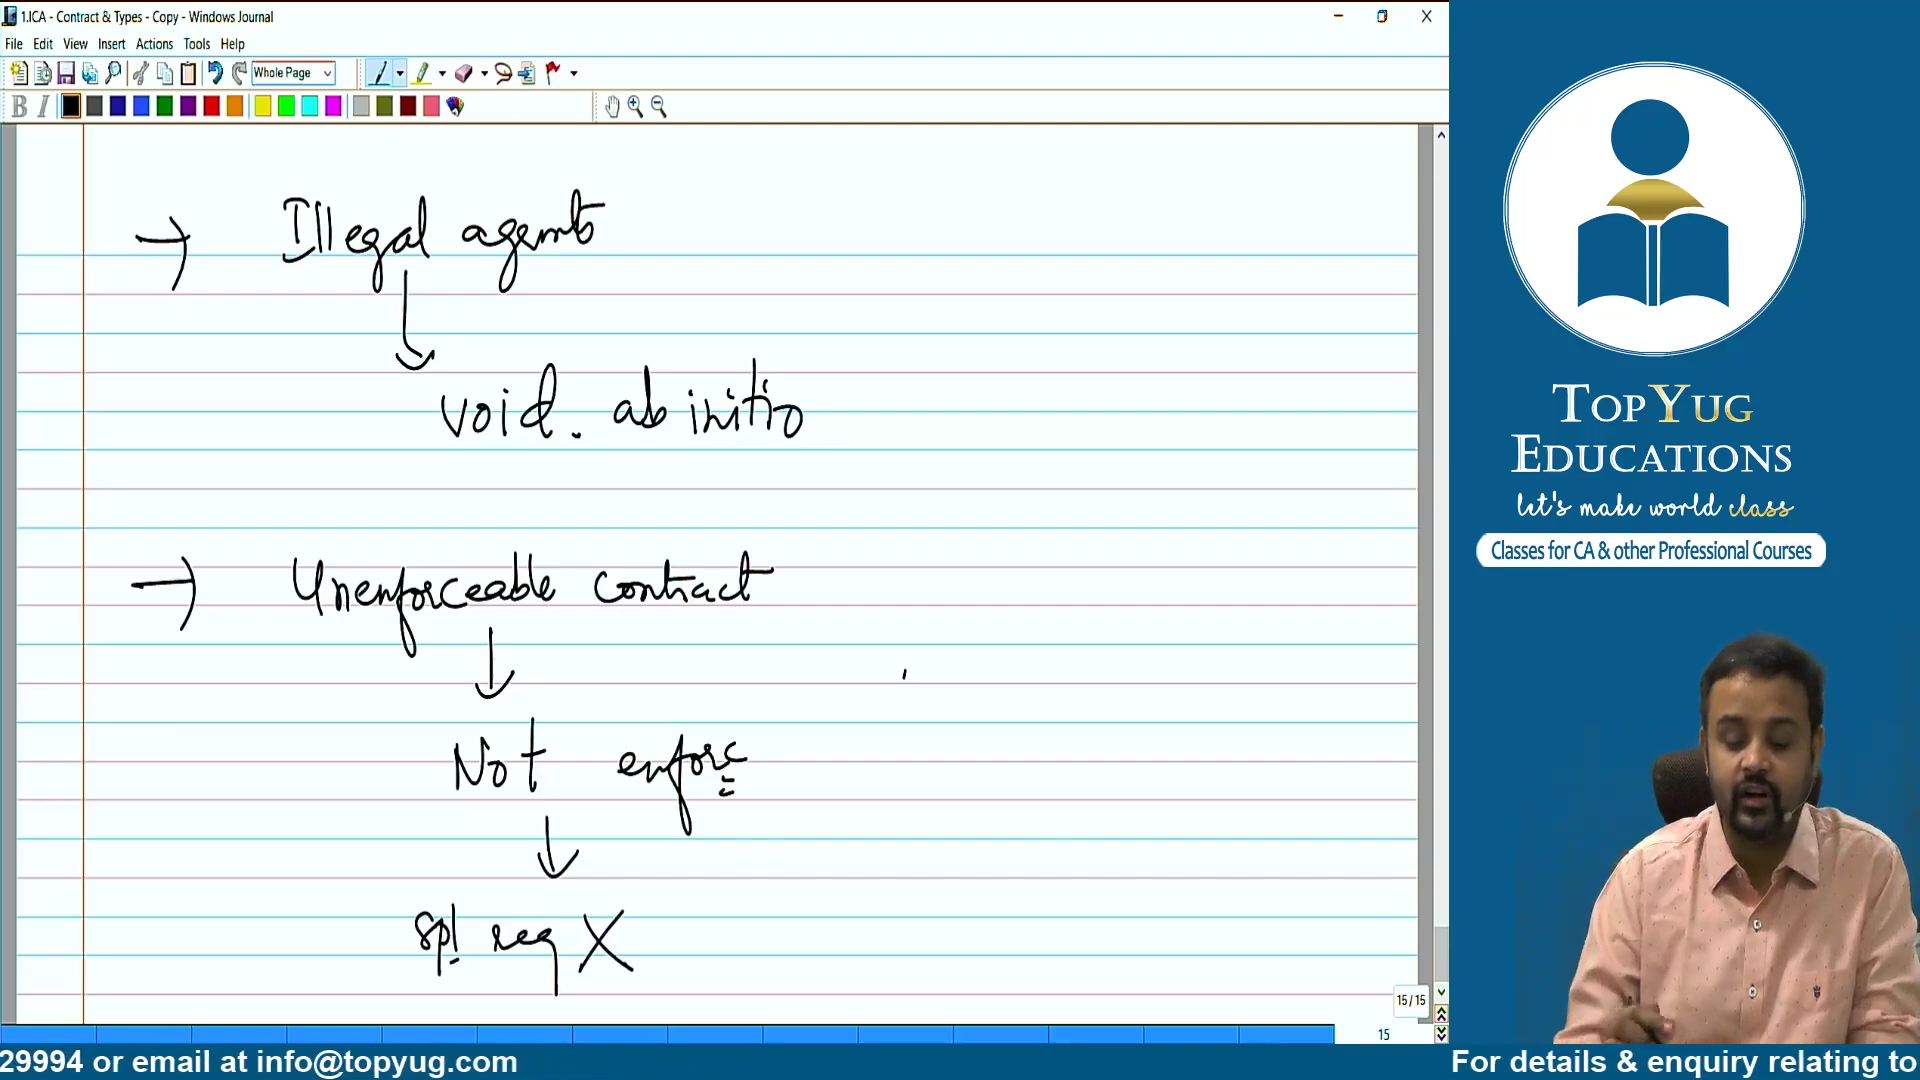 1.ICA - Contract & Types - Copy - Windows Journal
File Edit View Insert Actions Tools Help
Whole Page
B I
→ Illegal agemts
void. ab initio
→ Unenforceable contract
Not enforc
spl req X
15/15
15
TOPYUG
EDUCATIONS
let's make world class
Classes for CA & other Professional Courses
29994 or email at info@topyug.com
For details & enquiry relating to